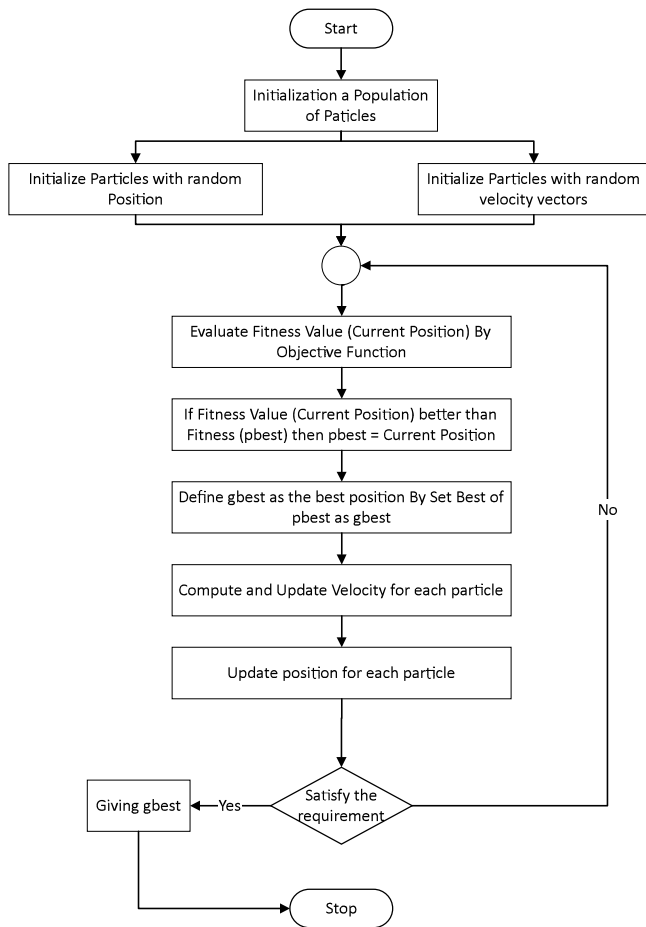 Start
Initialization a Population
of Paticles
Initialize Particles with random
Position
Initialize Particles with random
velocity vectors
Evaluate Fitness Value (Current Position) By
Objective Function
If Fitness Value (Current Position) better than
Fitness (pbest) then pbest = Current Position
Define gbest as the best position By Set Best of
pbest as gbest
No
Compute and Update Velocity for each particle
Update position for each particle
Satisfy the
requirement
Yes
Giving gbest
Stop